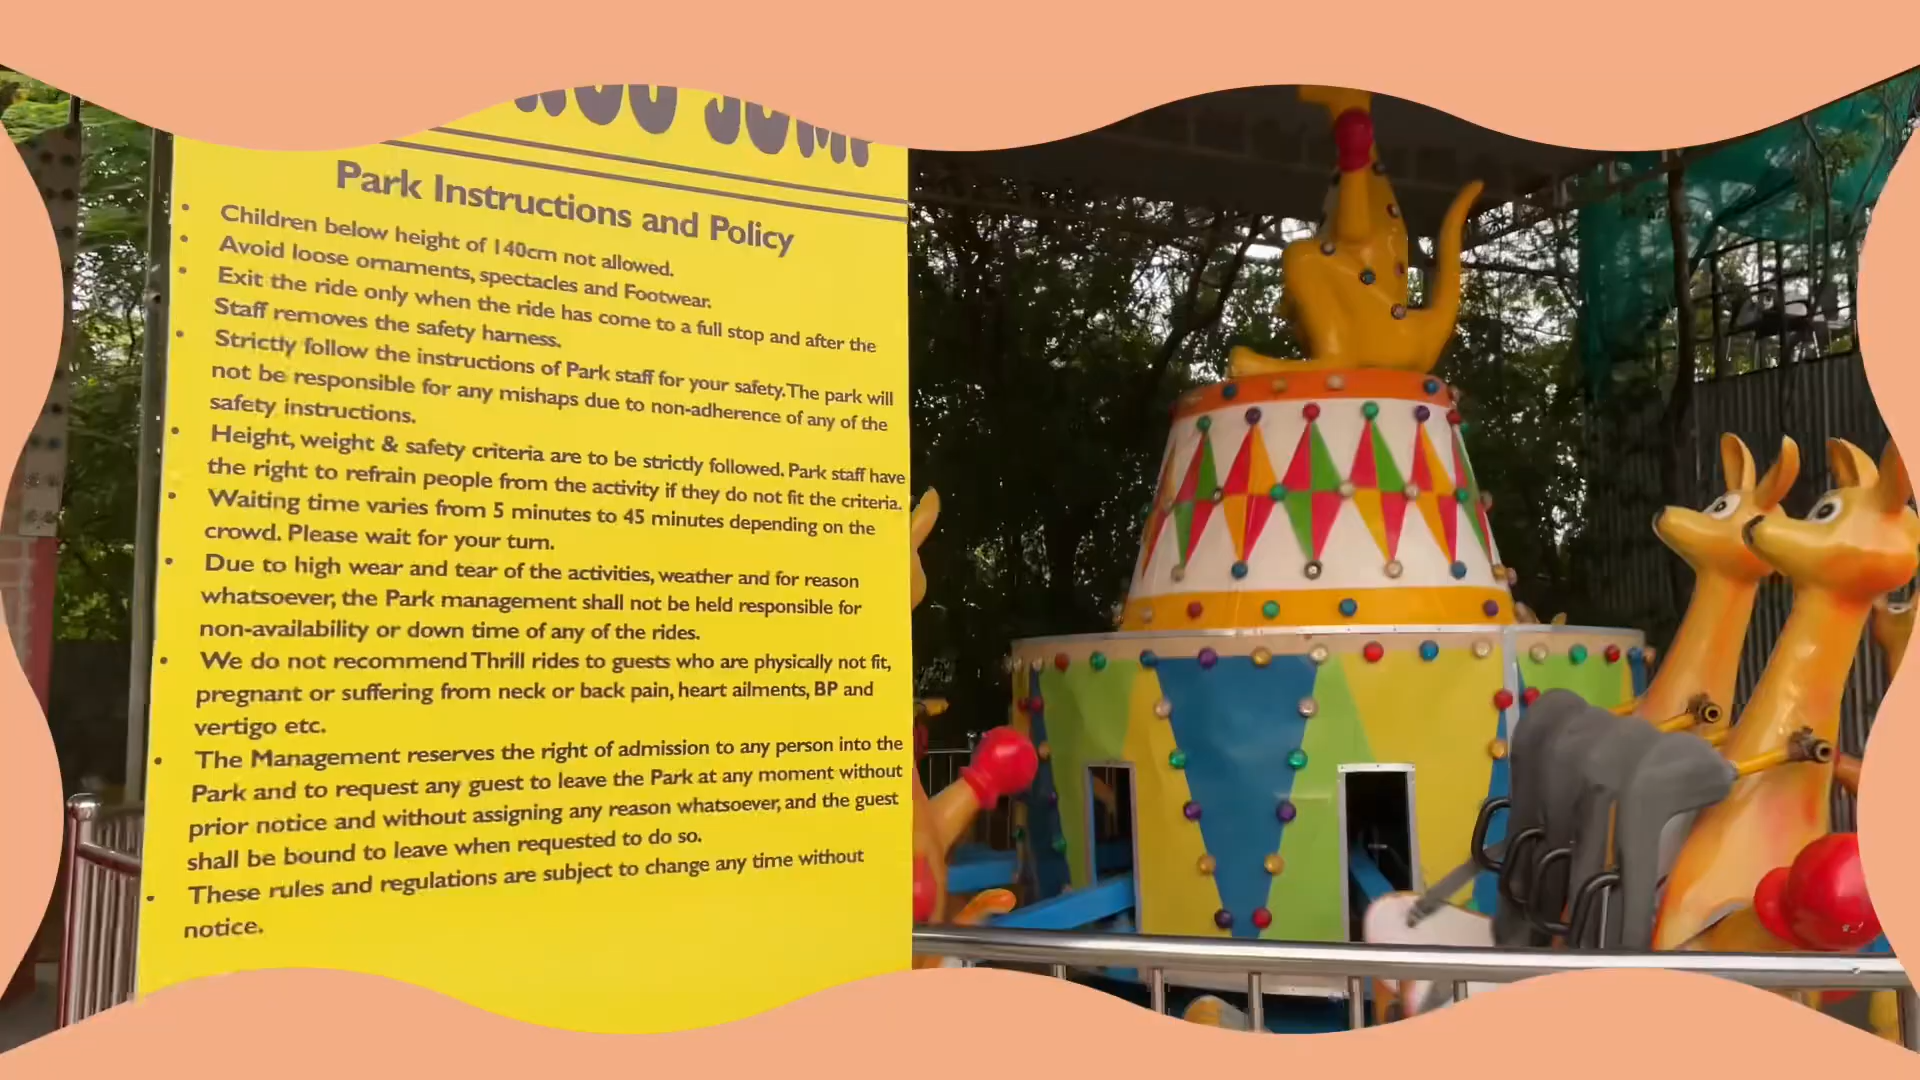 Park Instructions and Policy
• Children below height of 140cm not allowed.
• Avoid loose ornaments, spectacles and Footwear.
• Exit the ride only when the ride has come to a full stop and after the
Staff removes the safety harness.
• Strictly follow the instructions of Park staff for your safety. The park will
not be responsible for any mishaps due to non-adherence of any of the
safety instructions.
• Height, weight & safety criteria are to be strictly followed. Park staff have
the right to refrain people from the activity if they do not fit the criteria.
• Waiting time varies from 5 minutes to 45 minutes depending on the
crowd. Please wait for your turn.
• Due to high wear and tear of the activities, weather and for reason
whatsoever, the Park management shall not be held responsible for
non-availability or down time of any of the rides.
• We do not recommend Thrill rides to guests who are physically not fit,
pregnant or suffering from neck or back pain, heart ailments, BP and
vertigo etc.
• The Management reserves the right of admission to any person into the
Park and to request any guest to leave the Park at any moment without
prior notice and without assigning any reason whatsoever, and the guest
shall be bound to leave when requested to do so.
• These rules and regulations are subject to change any time without
notice.